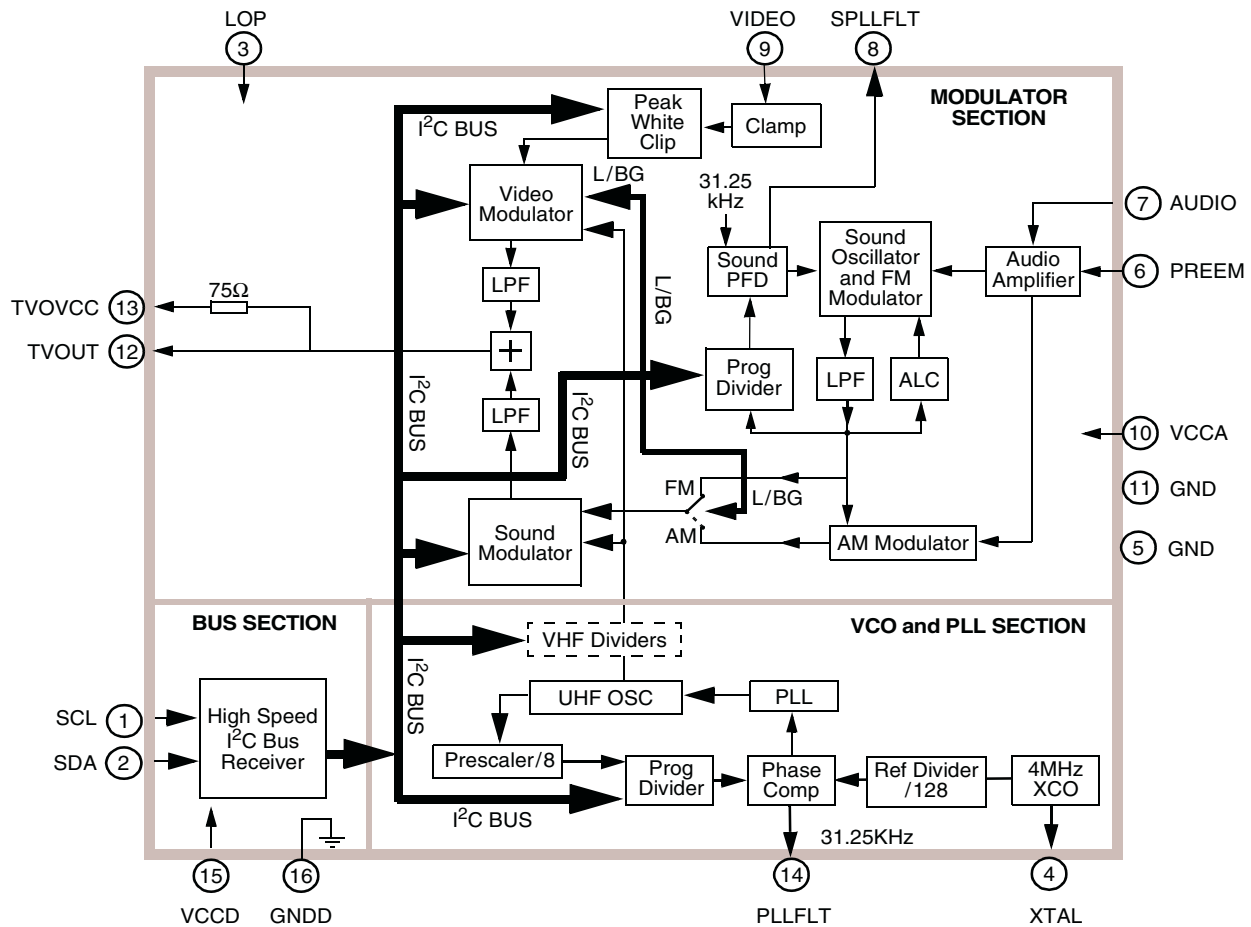 LOP
3
VIDEO
9
SPLLFLT
8
MODULATOR
SECTION
I²C BUS
Peak
White
Clip
Clamp
L/BG
31.25
kHz
Video
Modulator
7 AUDIO
Sound
PFD
Sound
Oscillator
and FM
Modulator
Audio
Amplifier
6 PREEM
LPF
L/BG
TVOVCC 13
75Ω
TVOUT 12
+
I²C BUS
Prog
Divider
LPF
ALC
LPF
I²C BUS
10 VCCA
FM
L/BG
11 GND
Sound
Modulator
AM
AM Modulator
5 GND
BUS SECTION
VCO and PLL SECTION
VHF Dividers
I²C BUS
UHF OSC
PLL
SCL 1
SDA 2
High Speed
I²C Bus
Receiver
Prescaler/8
Prog
Divider
Phase
Comp
Ref Divider
/128
4MHz
XCO
I²C BUS
31.25KHz
15
VCCD
16
GNDD
14
PLLFLT
4
XTAL